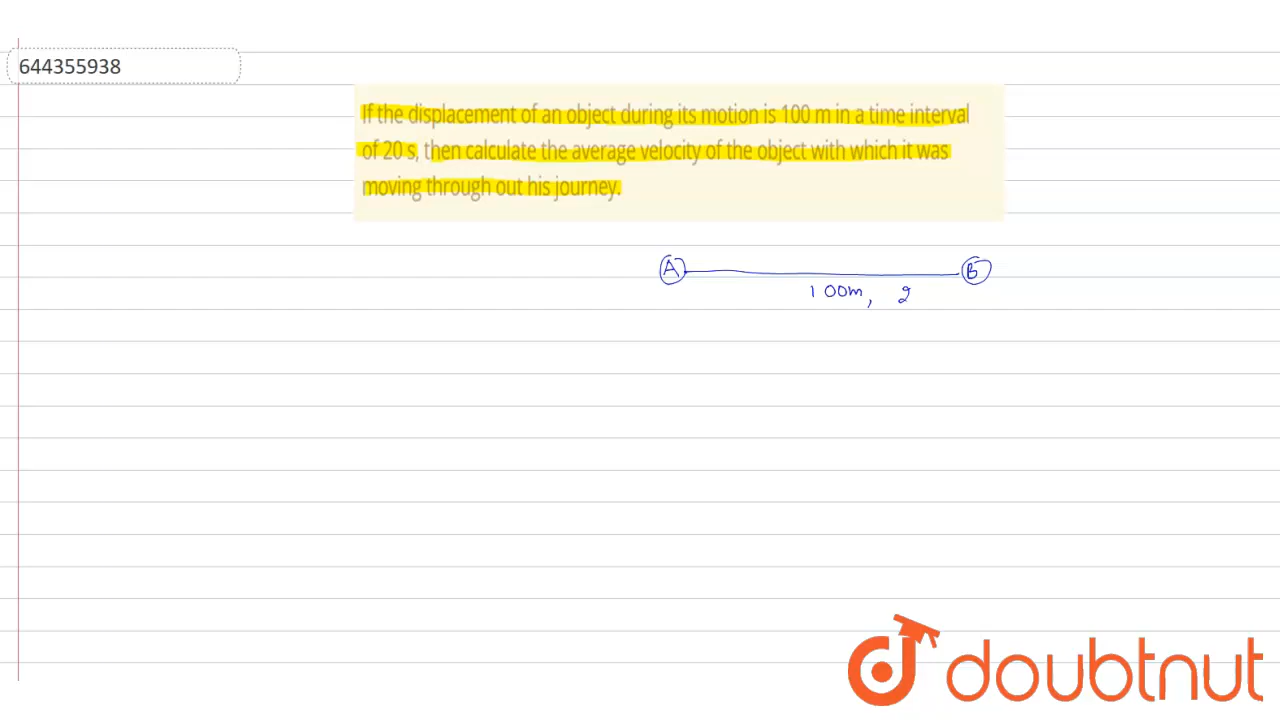 644355938
If the displacement of an object during its motion is 100 m in a time interval
of 20 s, then calculate the average velocity of the object with which it was
moving through out his journey.
A B
100m, 2
doubtnut